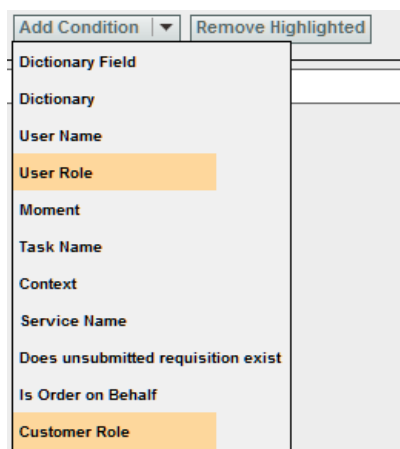 Add Condition Remove Highlighted
Dictionary Field
Dictionary
User Name
User Role
Moment
Task Name
Context
Service Name
Does unsubmitted requisition exist
Is Order on Behalf
Customer Role